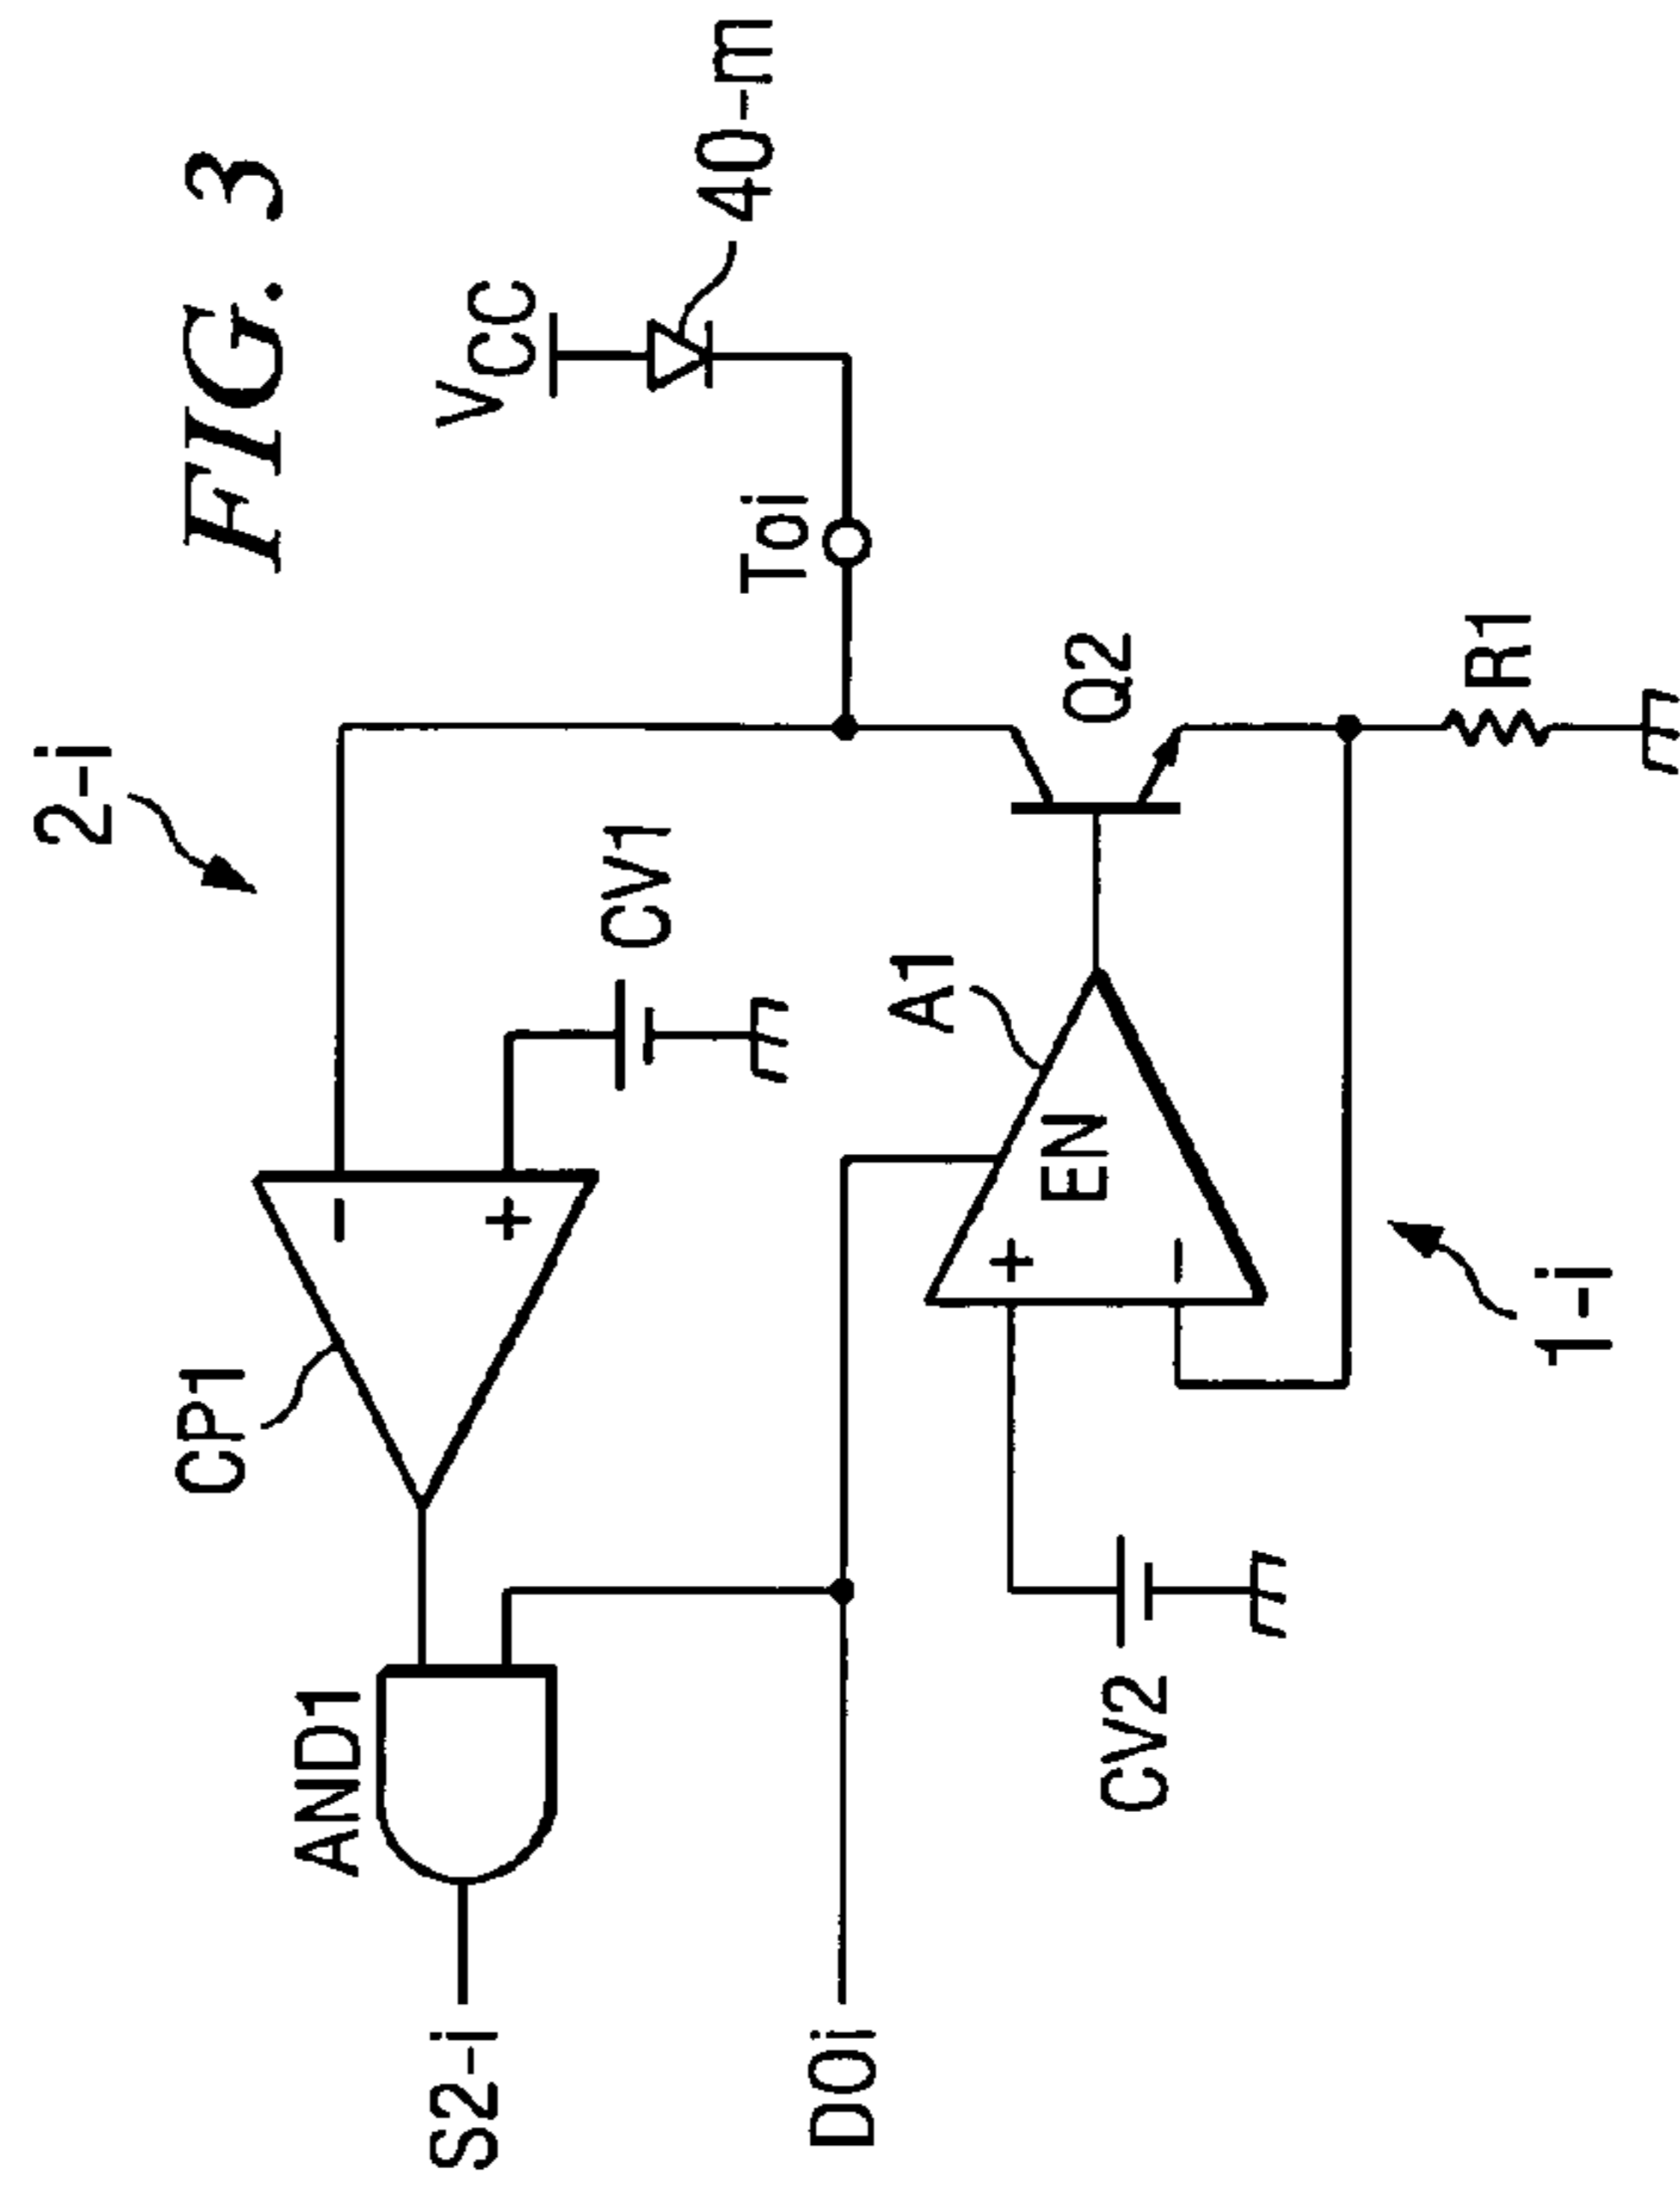 FIG. 3
2-i
CP1
AND1
VCC
CV1
S2-i
40-m
Toi
DOi
A1
+
-
EN
-
+
Q2
CV2
R1
1-i